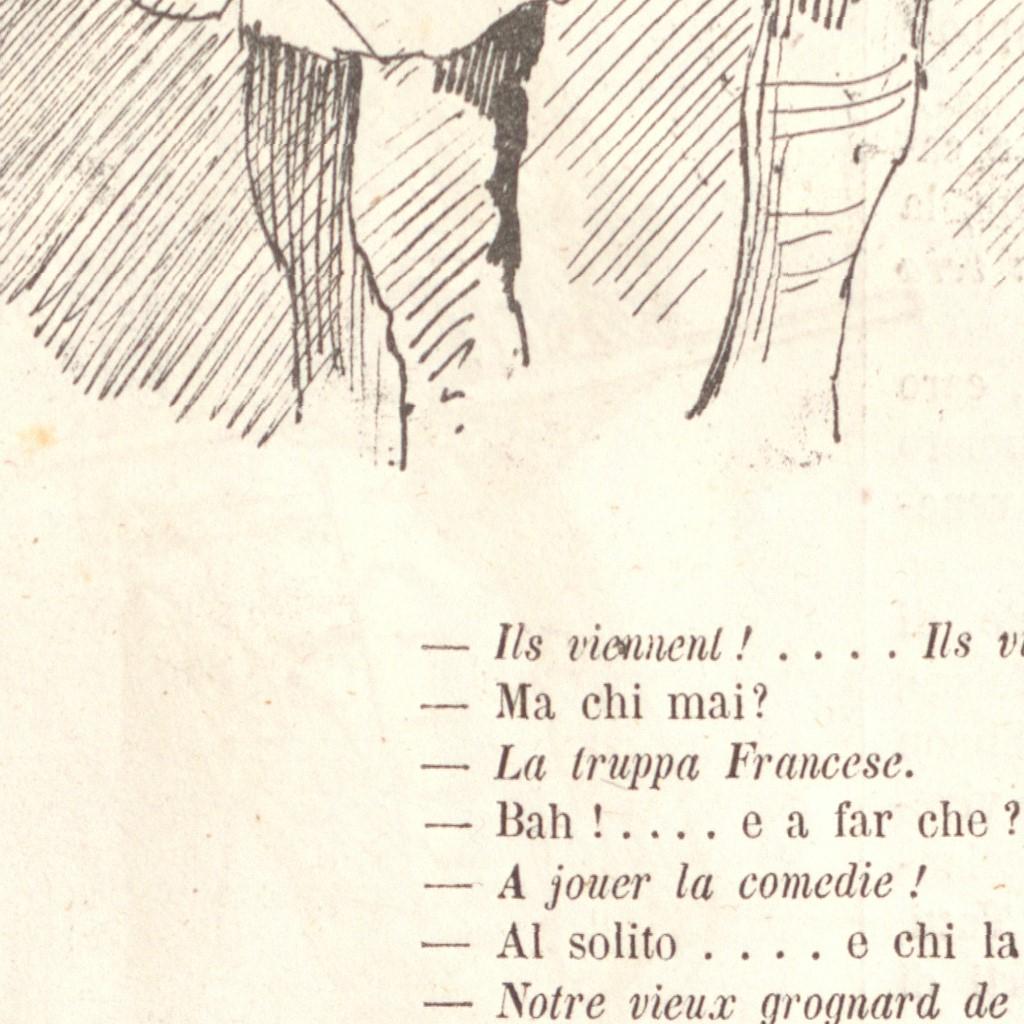 — Ils viennent ! . . . . Ils
— Ma chi mai?
— La truppa Francese.
— Bah ! . . . . e a far che ?
— A jouer la comedie !
— Al solito . . . . e chi la
— Notre vieux grognard de